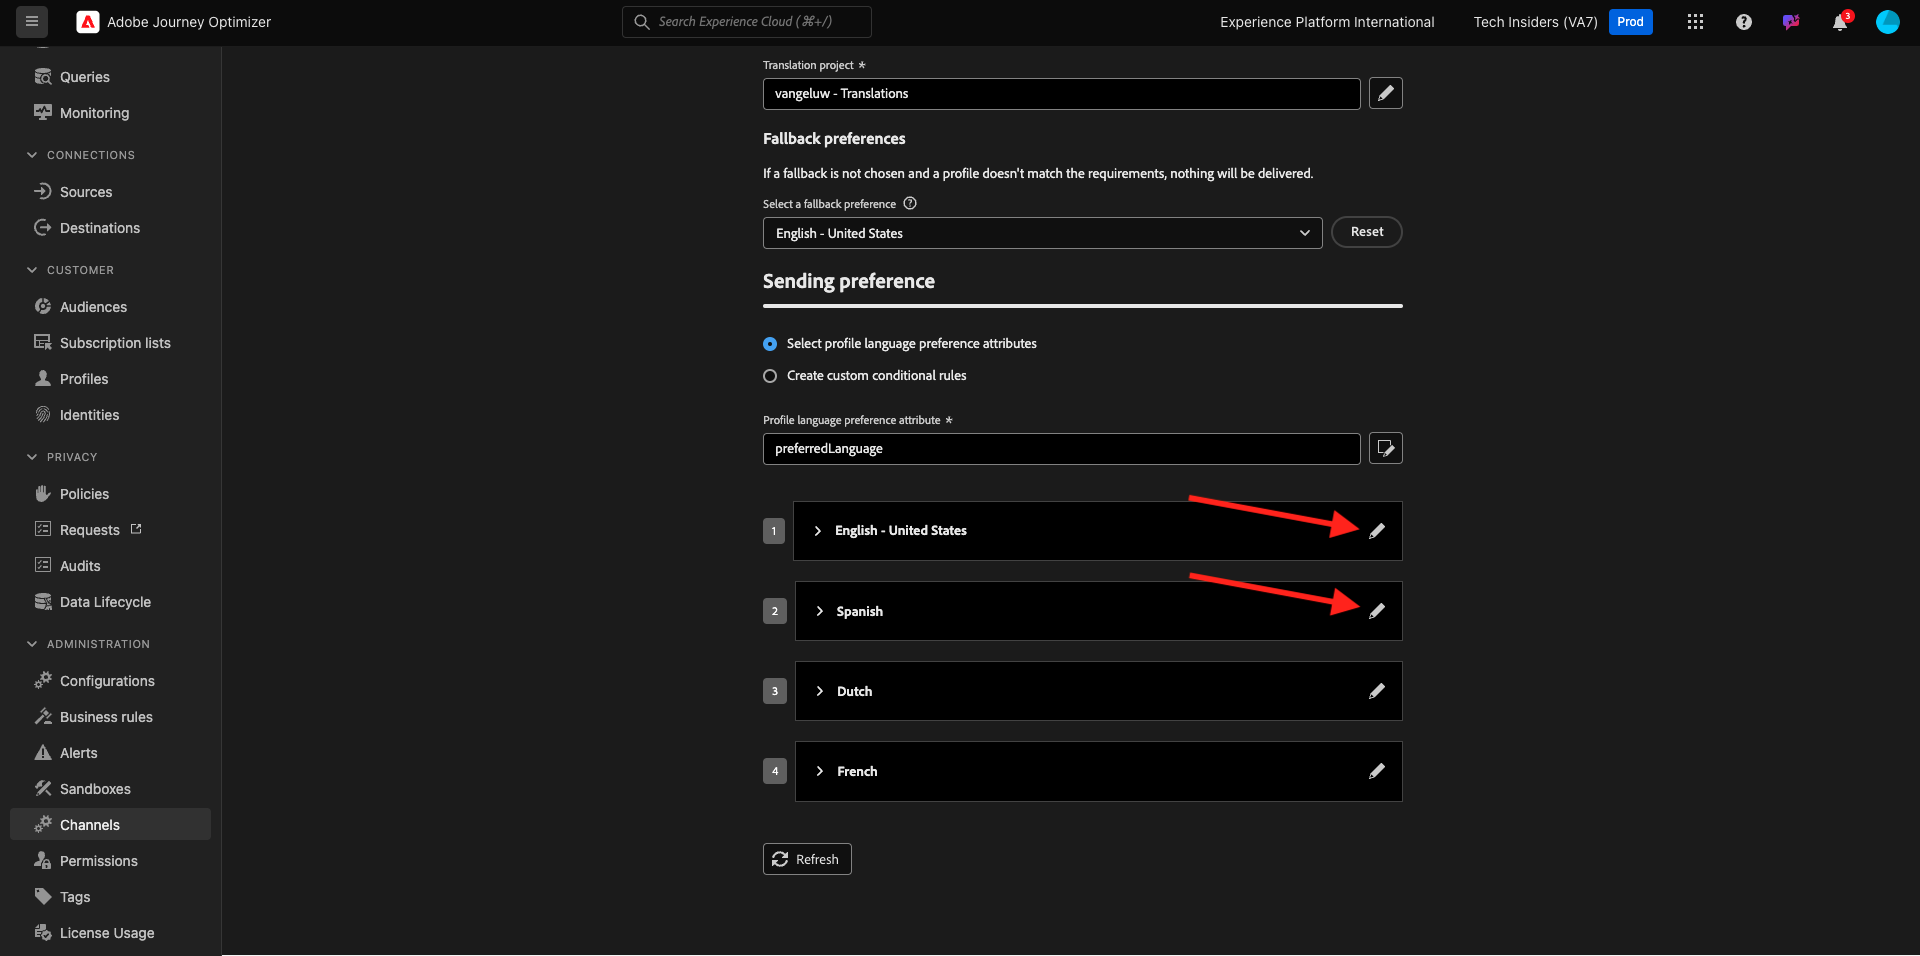 Adobe Journey Optimizer
Search Experience Cloud (⌘+/)
Experience Platform International
Tech Insiders (VA7)
Prod
3
Queries
Monitoring
CONNECTIONS
Sources
Destinations
CUSTOMER
Audiences
Subscription lists
Profiles
Identities
PRIVACY
Policies
Requests
Audits
Data Lifecycle
ADMINISTRATION
Configurations
Business rules
Alerts
Sandboxes
Channels
Permissions
Tags
License Usage
Translation project *
vangeluw - Translations
Fallback preferences
If a fallback is not chosen and a profile doesn't match the requirements, nothing will be delivered.
Select a fallback preference
English - United States
Reset
Sending preference
Select profile language preference attributes
Create custom conditional rules
Profile language preference attribute *
preferredLanguage
1 English - United States
2 Spanish
3 Dutch
4 French
Refresh